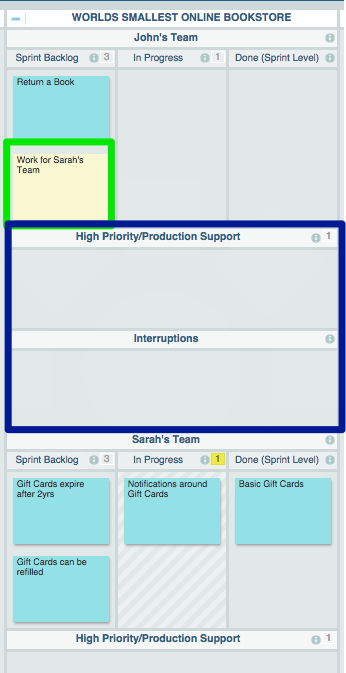 WORLDS SMALLEST ONLINE BOOKSTORE
John's Team
Sprint Backlog 3 In Progress 1 Done (Sprint Level)
Return a Book
Work for Sarah's
Team
High Priority/Production Support 1
Interruptions
Sarah's Team
Sprint Backlog 3 In Progress 1 Done (Sprint Level)
Gift Cards expire
after 2yrs
Notifications around
Gift Cards
Basic Gift Cards
Gift Cards can be
refilled
High Priority/Production Support 1